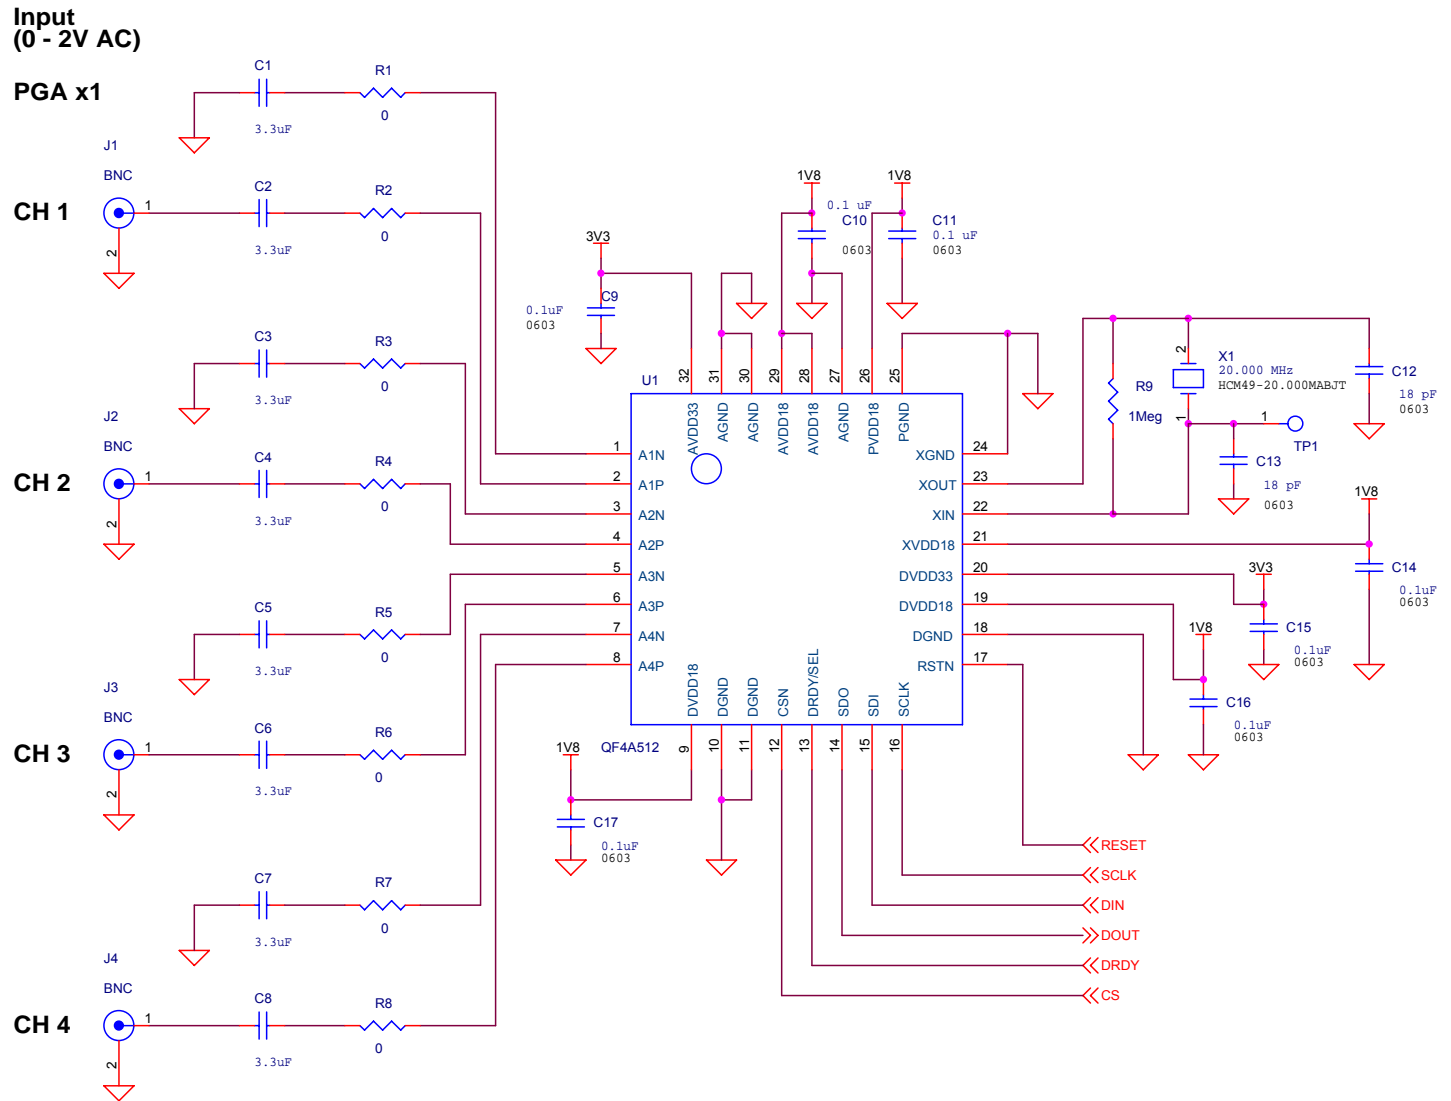 Input
(0 - 2V AC)
PGA x1
C1
R1
3.3uF
0
J1
BNC
CH 1
1
2
C2
R2
3.3uF
0
C3
R3
3.3uF
0
J2
BNC
CH 2
1
2
C4
R4
3.3uF
0
C5
R5
3.3uF
0
J3
BNC
CH 3
1
2
C6
R6
3.3uF
0
C7
R7
3.3uF
0
J4
BNC
CH 4
1
2
C8
R8
3.3uF
0
3V3
C9
0.1uF
0603
1V8
0.1 uF
C10
0603
1V8
C11
0.1 uF
0603
U1
32
31
30
29
28
27
26
25
AVDD33
AGND
AGND
AVDD18
AVDD18
AGND
PVDD18
PGND
1 A1N
2 A1P
3 A2N
4 A2P
5 A3N
6 A3P
7 A4N
8 A4P
XGND 24
XOUT 23
XIN 22
XVDD18 21
DVDD33 20
DVDD18 19
DGND 18
RSTN 17
DVDD18
DGND
DGND
CSN
DRDY/SEL
SDO
SDI
SCLK
9
10
11
12
13
14
15
16
QF4A512
1V8
C17
0.1uF
0603
R9
1Meg
2
1
X1
20.000 MHz
HCM49-20.000MABJT
C12
18 pF
0603
1
TP1
C13
18 pF
0603
1V8
C14
0.1uF
0603
3V3
C15
0.1uF
0603
1V8
C16
0.1uF
0603
RESET
SCLK
DIN
DOUT
DRDY
CS